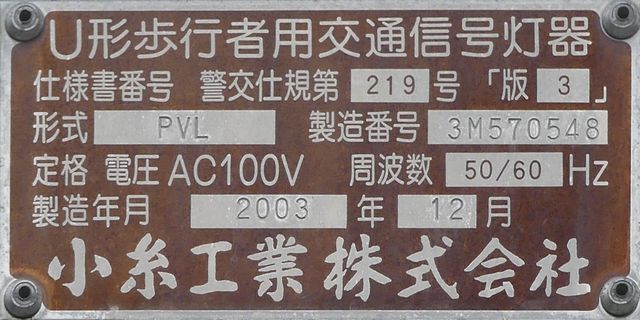 U形歩行者用交通信号灯器
仕様書番号 警交仕規第 219 号 「版 3 」
形式 PVL 製造番号 3M570548
定格 電圧 AC100V 周波数 50/60 Hz
製造年月 2003 年 12 月
小糸工業株式会社